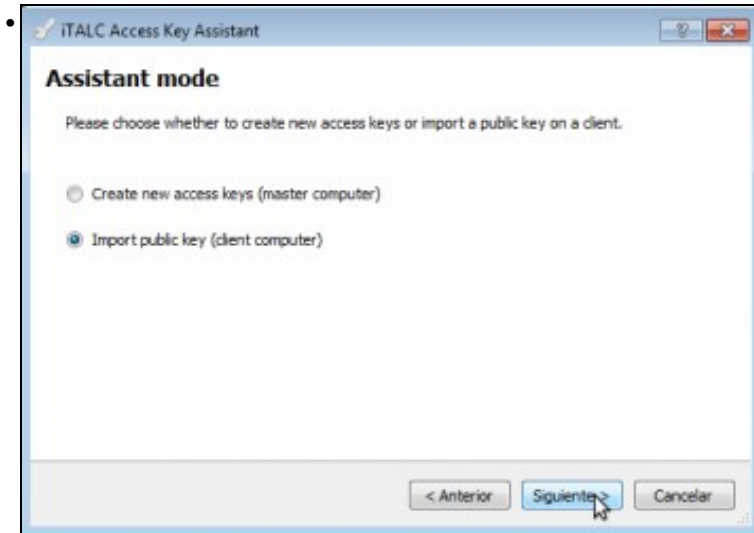 iTALC Access Key Assistant
Assistant mode
Please choose whether to create new access keys or import a public key on a client.
Create new access keys (master computer)
Import public key (client computer)
< Anterior Siguiente > Cancelar